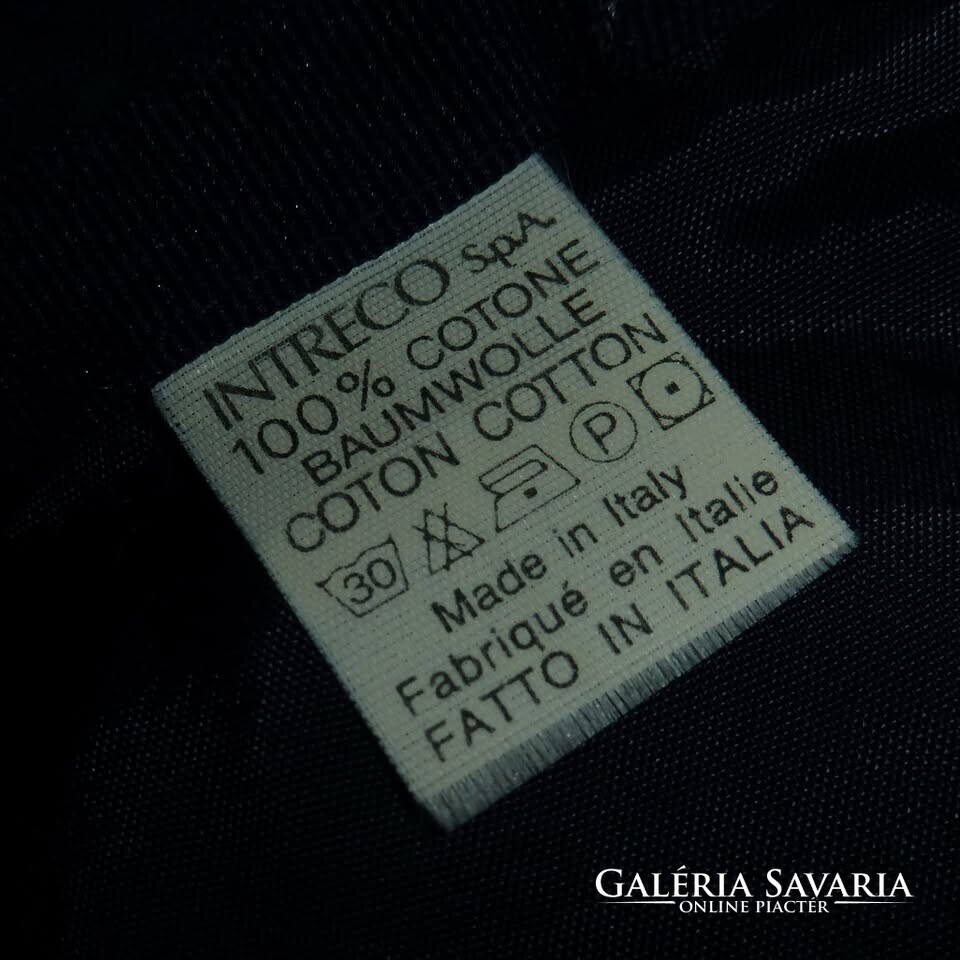 INTRECO SpA.
100% COTONE
BAUMWOLLE
COTON COTTON
30 P
Made in Italy
Fabriqué en Italie
FATTO IN ITALIA
GALÉRIA SAVARIA
ONLINE PIACTÉR